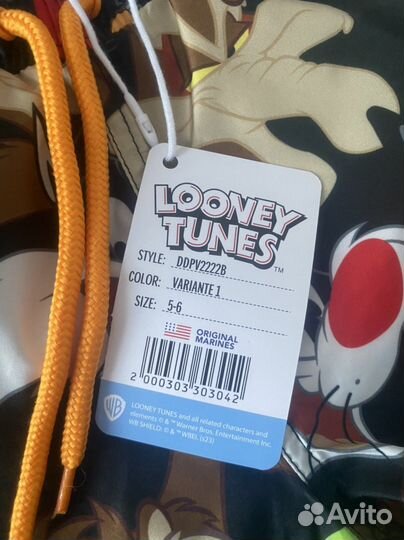 LOONEY
TUNES ™
STYLE: DDPV2222B
COLOR: VARIANTE 1
SIZE: 5-6
ORIGINAL
MARINES
2 000303 303042
WB
LOONEY TUNES and all related characters and
elements © & ™ Warner Bros. Entertainment Inc.
WB SHIELD: © & ™ WBEI. (s23)
Avito